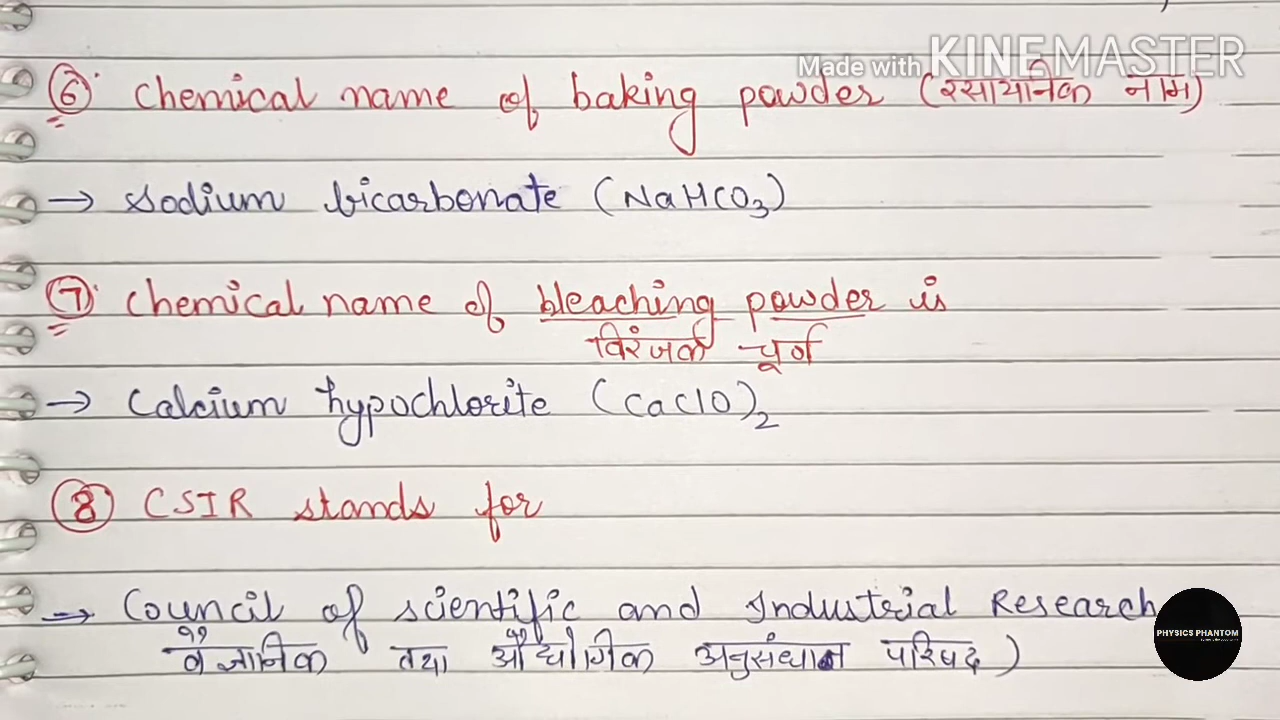 Made with KINEMASTER
⑥. Chemical name of baking powder (रसायनिक नाम)
→ Sodium bicarbonate (NaHCO₃)
⑦. Chemical name of bleaching powder is
विरंजक चूर्ण
→ Calcium hypochlorite (CaClO)₂
⑧ CSIR stands for
→ Council of scientific and Industrial Research
वैज्ञानिक तथा औद्योगिक अनुसंधान परिषद)
PHYSICS PHANTOM